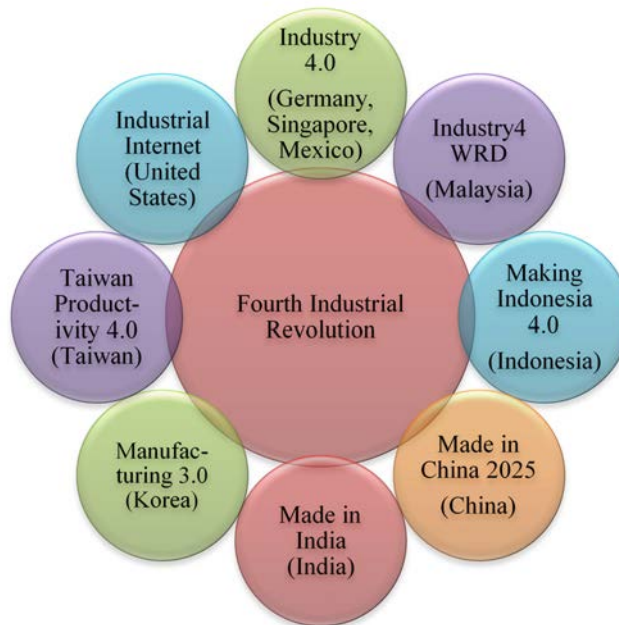 Industry
4.0
(Germany,
Singapore,
Mexico)
Industry4
WRD
(Malaysia)
Making
Indonesia
4.0
(Indonesia)
Made in
China 2025
(China)
Made in
India
(India)
Manufac-
turing 3.0
(Korea)
Taiwan
Product-
ivity 4.0
(Taiwan)
Industrial
Internet
(United
States)
Fourth Industrial
Revolution